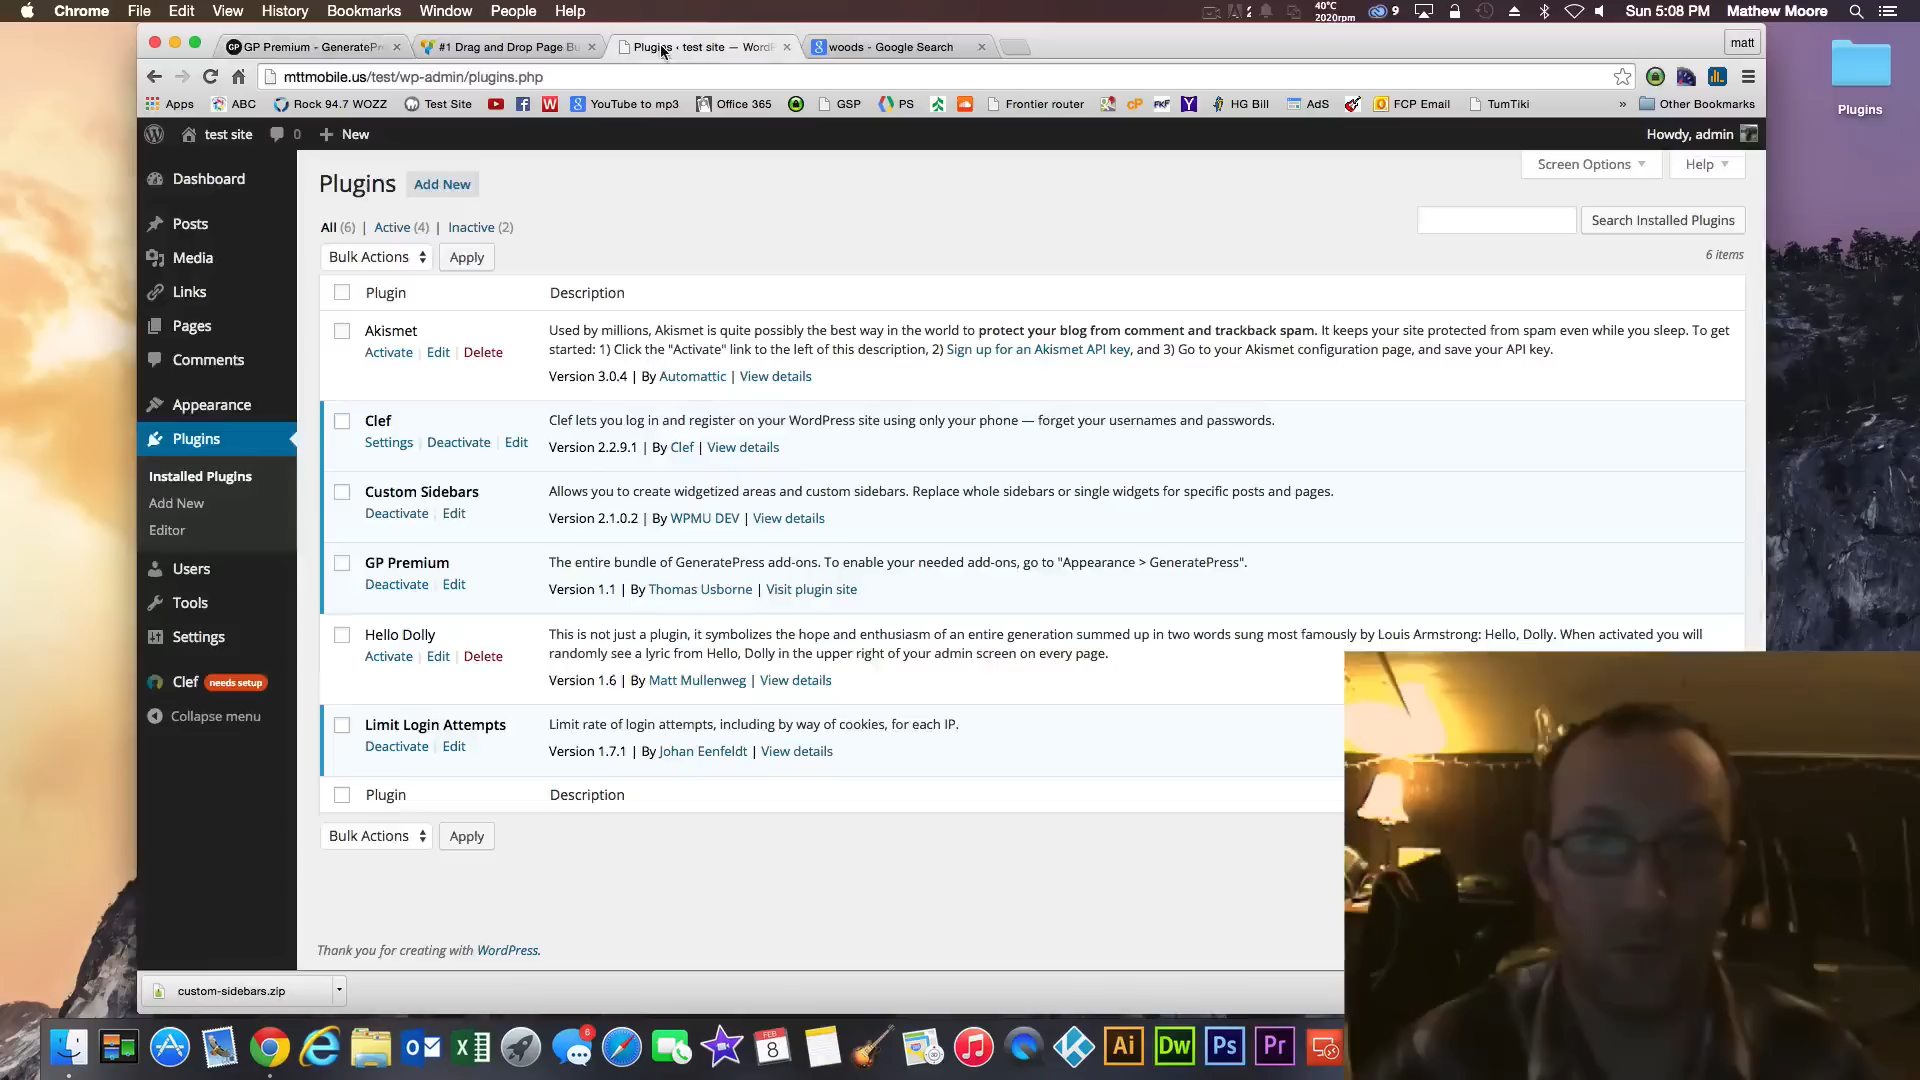 Chrome File Edit View History Bookmarks Window People Help
40°C
2020rpm
2 9 Sun 5:08 PM Mathew Moore
GP Premium - GeneratePr
#1 Drag and Drop Page Bu
Plugins ‹ test site — WordP
woods - Google Search
matt
mttmobile.us/test/wp-admin/plugins.php
Apps ABC Rock 94.7 WOZZ Test Site YouTube to mp3 Office 365 GSP PS Frontier router cP FKF HG Bill AdS FCP Email TumTiki » Other Bookmarks
Plugins
test site 0 + New
Howdy, admin
Dashboard
Posts
Media
Links
Pages
Comments
Appearance
Plugins
Installed Plugins
Add New
Editor
Users
Tools
Settings
Clef needs setup
Collapse menu
Screen Options Help
Plugins Add New
All (6) | Active (4) | Inactive (2)
Search Installed Plugins
Bulk Actions Apply
6 items
Plugin Description
Akismet
Activate | Edit | Delete
Used by millions, Akismet is quite possibly the best way in the world to protect your blog from comment and trackback spam. It keeps your site protected from spam even while you sleep. To get
started: 1) Click the "Activate" link to the left of this description, 2) Sign up for an Akismet API key, and 3) Go to your Akismet configuration page, and save your API key.
Version 3.0.4 | By Automattic | View details
Clef
Settings | Deactivate | Edit
Clef lets you log in and register on your WordPress site using only your phone — forget your usernames and passwords.
Version 2.2.9.1 | By Clef | View details
Custom Sidebars
Deactivate | Edit
Allows you to create widgetized areas and custom sidebars. Replace whole sidebars or single widgets for specific posts and pages.
Version 2.1.0.2 | By WPMU DEV | View details
GP Premium
Deactivate | Edit
The entire bundle of GeneratePress add-ons. To enable your needed add-ons, go to "Appearance > GeneratePress".
Version 1.1 | By Thomas Usborne | Visit plugin site
Hello Dolly
Activate | Edit | Delete
This is not just a plugin, it symbolizes the hope and enthusiasm of an entire generation summed up in two words sung most famously by Louis Armstrong: Hello, Dolly. When activated you will
randomly see a lyric from Hello, Dolly in the upper right of your admin screen on every page.
Version 1.6 | By Matt Mullenweg | View details
Limit Login Attempts
Deactivate | Edit
Limit rate of login attempts, including by way of cookies, for each IP.
Version 1.7.1 | By Johan Eenfeldt | View details
Plugin Description
Bulk Actions Apply
Thank you for creating with WordPress.
custom-sidebars.zip
6
FEB
8
Ai Dw Ps Pr